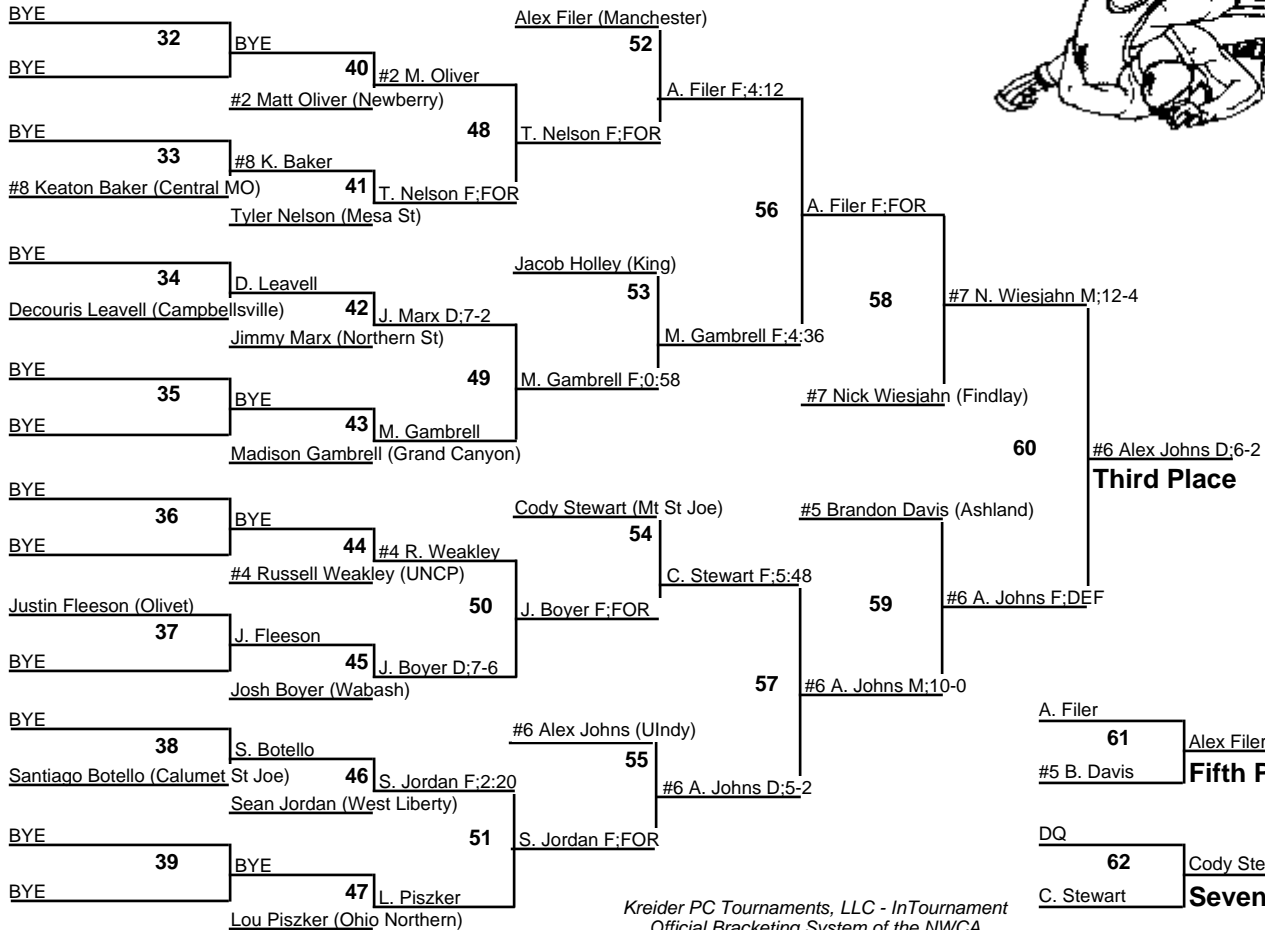 BYE
32
BYE
BYE
40
#2 M. Oliver
#2 Matt Oliver (Newberry)
BYE
33
#8 K. Baker
#8 Keaton Baker (Central MO)
41
T. Nelson F;FOR
Tyler Nelson (Mesa St)
48
T. Nelson F;FOR
Alex Filer (Manchester)
52
A. Filer F;4:12
BYE
34
D. Leavell
Decouris Leavell (Campbellsville)
42
J. Marx D;7-2
Jimmy Marx (Northern St)
BYE
35
BYE
BYE
43
M. Gambrell
Madison Gambrell (Grand Canyon)
49
M. Gambrell F;0:58
Jacob Holley (King)
53
M. Gambrell F;4:36
56
A. Filer F;FOR
58
#7 N. Wiesjahn M;12-4
#7 Nick Wiesjahn (Findlay)
BYE
36
BYE
BYE
44
#4 R. Weakley
#4 Russell Weakley (UNCP)
Justin Fleeson (Olivet)
37
J. Fleeson
BYE
45
J. Boyer D;7-6
Josh Boyer (Wabash)
50
J. Boyer F;FOR
Cody Stewart (Mt St Joe)
54
C. Stewart F;5:48
BYE
38
S. Botello
Santiago Botello (Calumet St Joe)
46
S. Jordan F;2:20
Sean Jordan (West Liberty)
BYE
39
BYE
BYE
47
L. Piszker
Lou Piszker (Ohio Northern)
51
S. Jordan F;FOR
#6 Alex Johns (UIndy)
55
#6 A. Johns D;5-2
57
#6 A. Johns M;10-0
#5 Brandon Davis (Ashland)
59
#6 A. Johns F;DEF
60
#6 Alex Johns D;6-2
Third Place
A. Filer
61
Alex Filer
#5 B. Davis
Fifth
DQ
62
Cody
C. Stewart
Kreider PC Tournaments, LLC - InTournament
Official Bracketing System of the NWCA